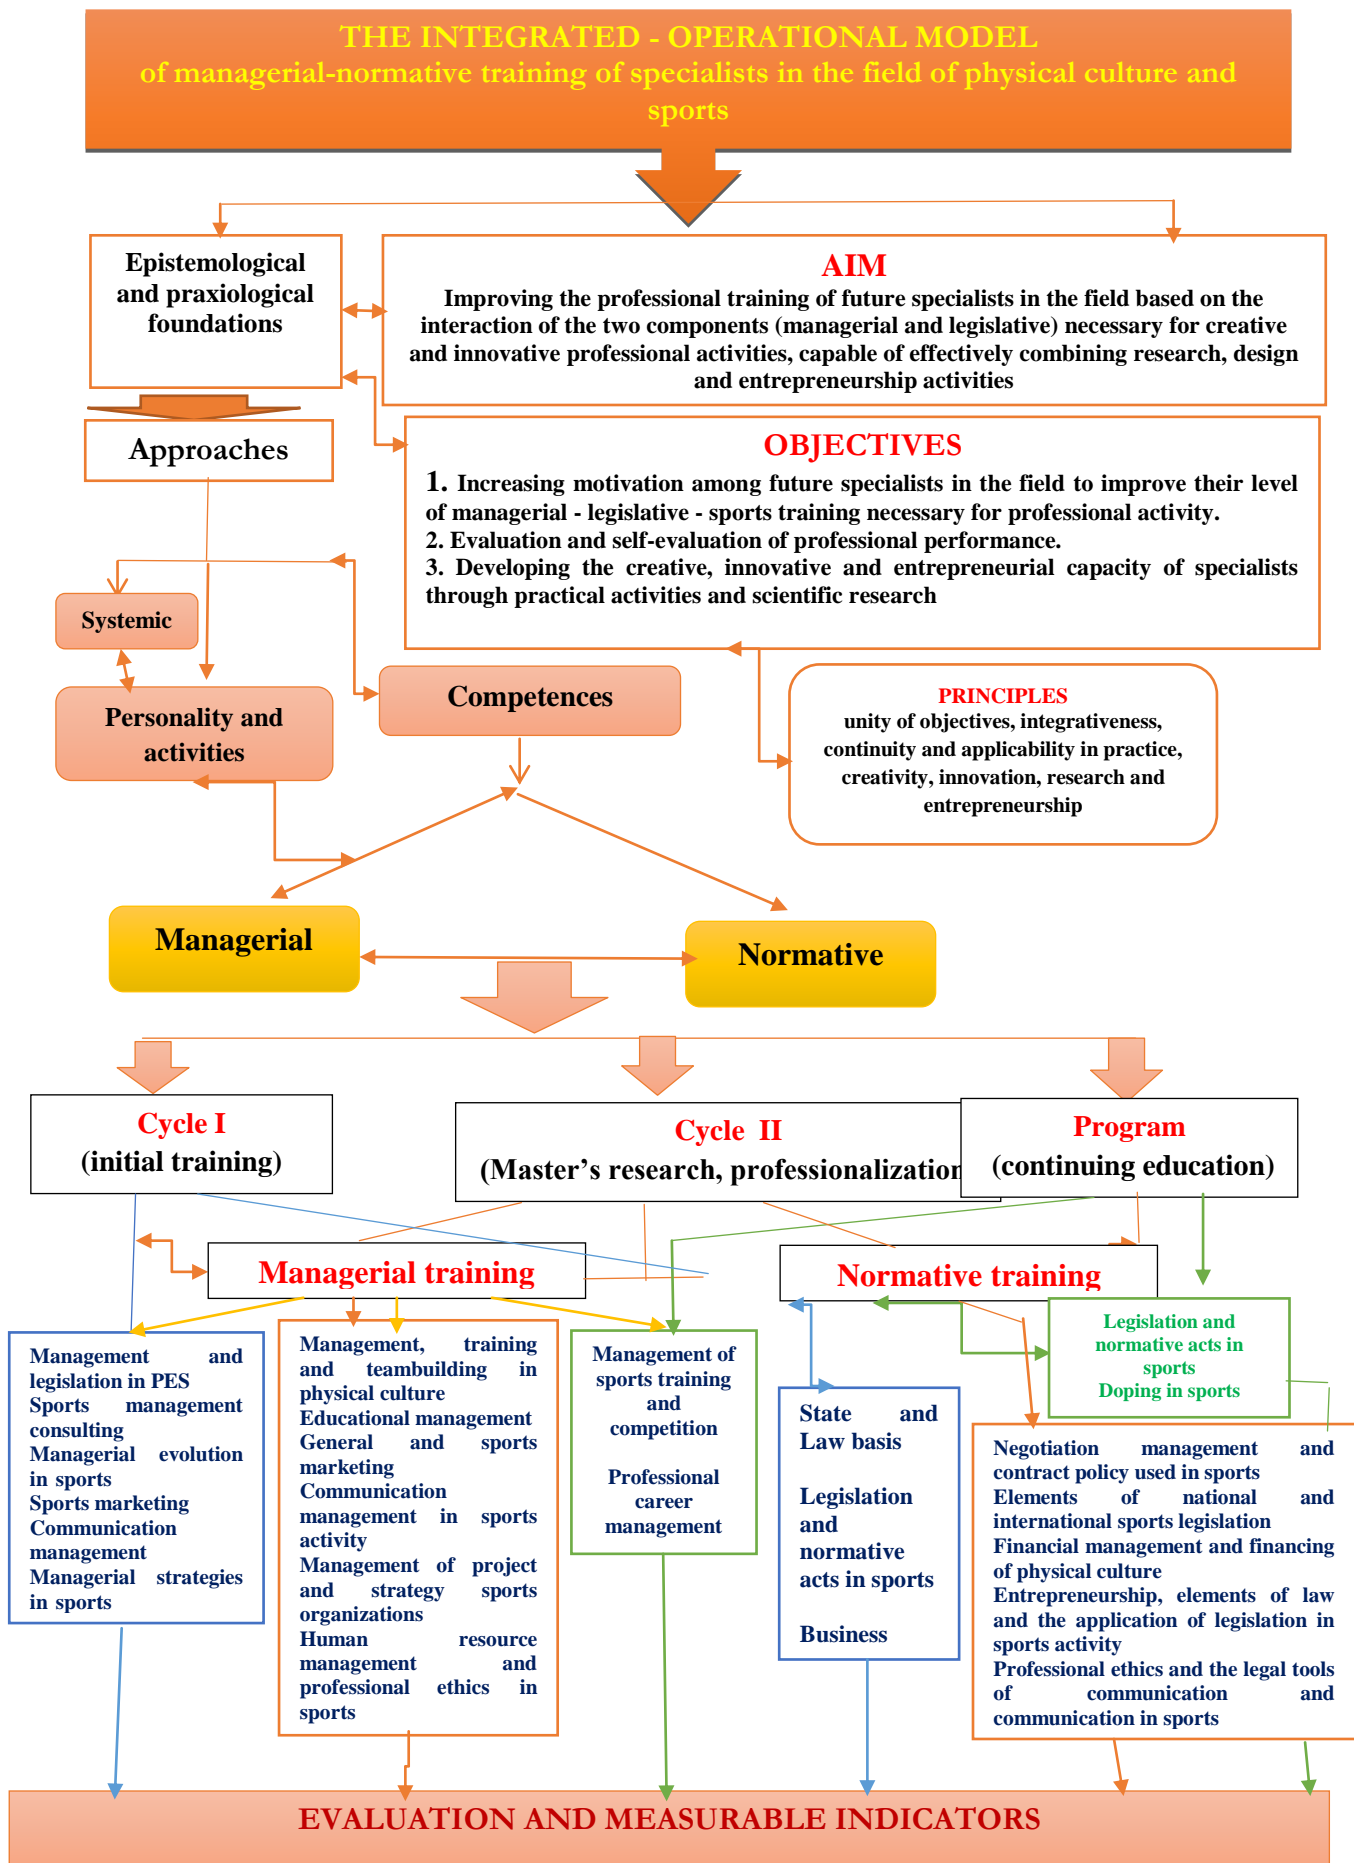 THE INTEGRATED - OPERATIONAL MODEL
of managerial-normative training of specialists in the field of physical culture and
sports
Epistemological
and praxiological
foundations
AIM
Improving the professional training of future specialists in the field based on the
interaction of the two components (managerial and legislative) necessary for creative
and innovative professional activities, capable of effectively combining research, design
and entrepreneurship activities
Approaches
OBJECTIVES
1. Increasing motivation among future specialists in the field to improve their level
of managerial - legislative - sports training necessary for professional activity.
2. Evaluation and self-evaluation of professional performance.
3. Developing the creative, innovative and entrepreneurial capacity of specialists
through practical activities and scientific research
Systemic
Personality and
activities
Competences
PRINCIPLES
unity of objectives, integrativeness,
continuity and applicability in practice,
creativity, innovation, research and
entrepreneurship
Managerial
Normative
Cycle I
(initial training)
Cycle II
(Master's research, professionalization
Program
(continuing education)
Managerial training
Normative training
Management and
legislation in PES
Sports management
consulting
Managerial evolution
in sports
Sports marketing
Communication
management
Managerial strategies
in sports
Management, training
and teambuilding in
physical culture
Educational management
General and sports
marketing
Communication
management in sports
activity
Management of project
and strategy sports
organizations
Human resource
management and
professional ethics in
sports
Management of
sports training
and
competition
Professional
career
management
State and
Law basis
Legislation
and
normative
acts in sports
Business
Legislation and
normative acts in
sports
Doping in sports
Negotiation management and
contract policy used in sports
Elements of national and
international sports legislation
Financial management and financing
of physical culture
Entrepreneurship, elements of law
and the application of legislation in
sports activity
Professional ethics and the legal tools
of communication and
communication in sports
EVALUATION AND MEASURABLE INDICATORS